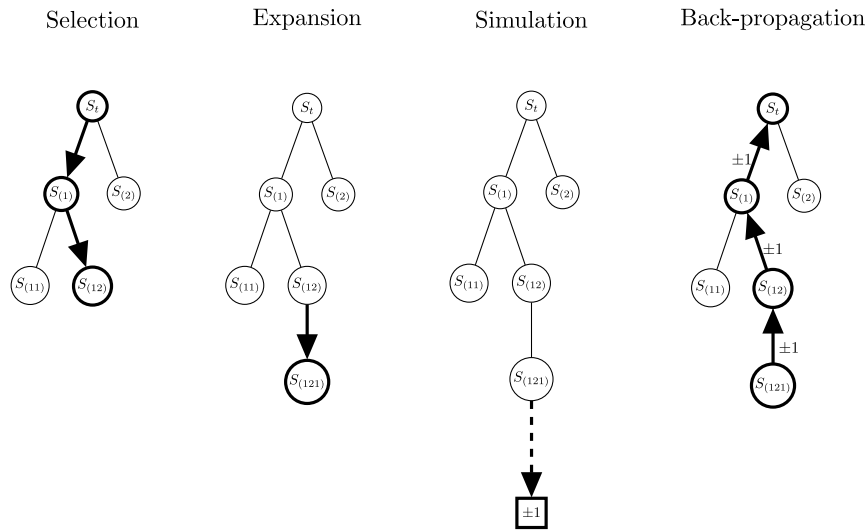 Selection Expansion Simulation Back-propagation
S_t S_t S_t S_t
±1
S_(1) S_(2) S_(1) S_(2) S_(1) S_(2) S_(1) S_(2)
±1
S_(11) S_(12) S_(11) S_(12) S_(11) S_(12) S_(11) S_(12)
±1
S_(121) S_(121) S_(121)
±1